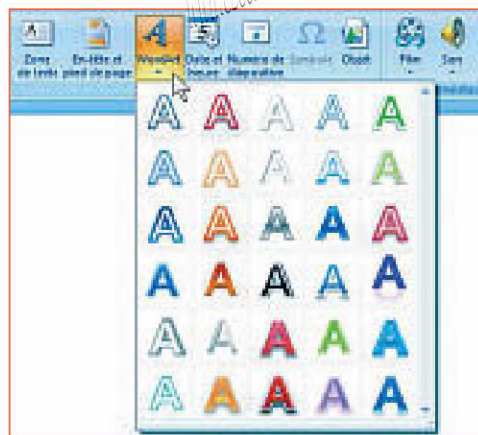 A
Zone de texte
En-tête et pied de page
WordArt
Date et heure
Numéro de diapositive
Ω
Symbole
Objet
Film
Son
A A A A A
A A A A A
A A A A A
A A A A A
A A A A A
A A A A A